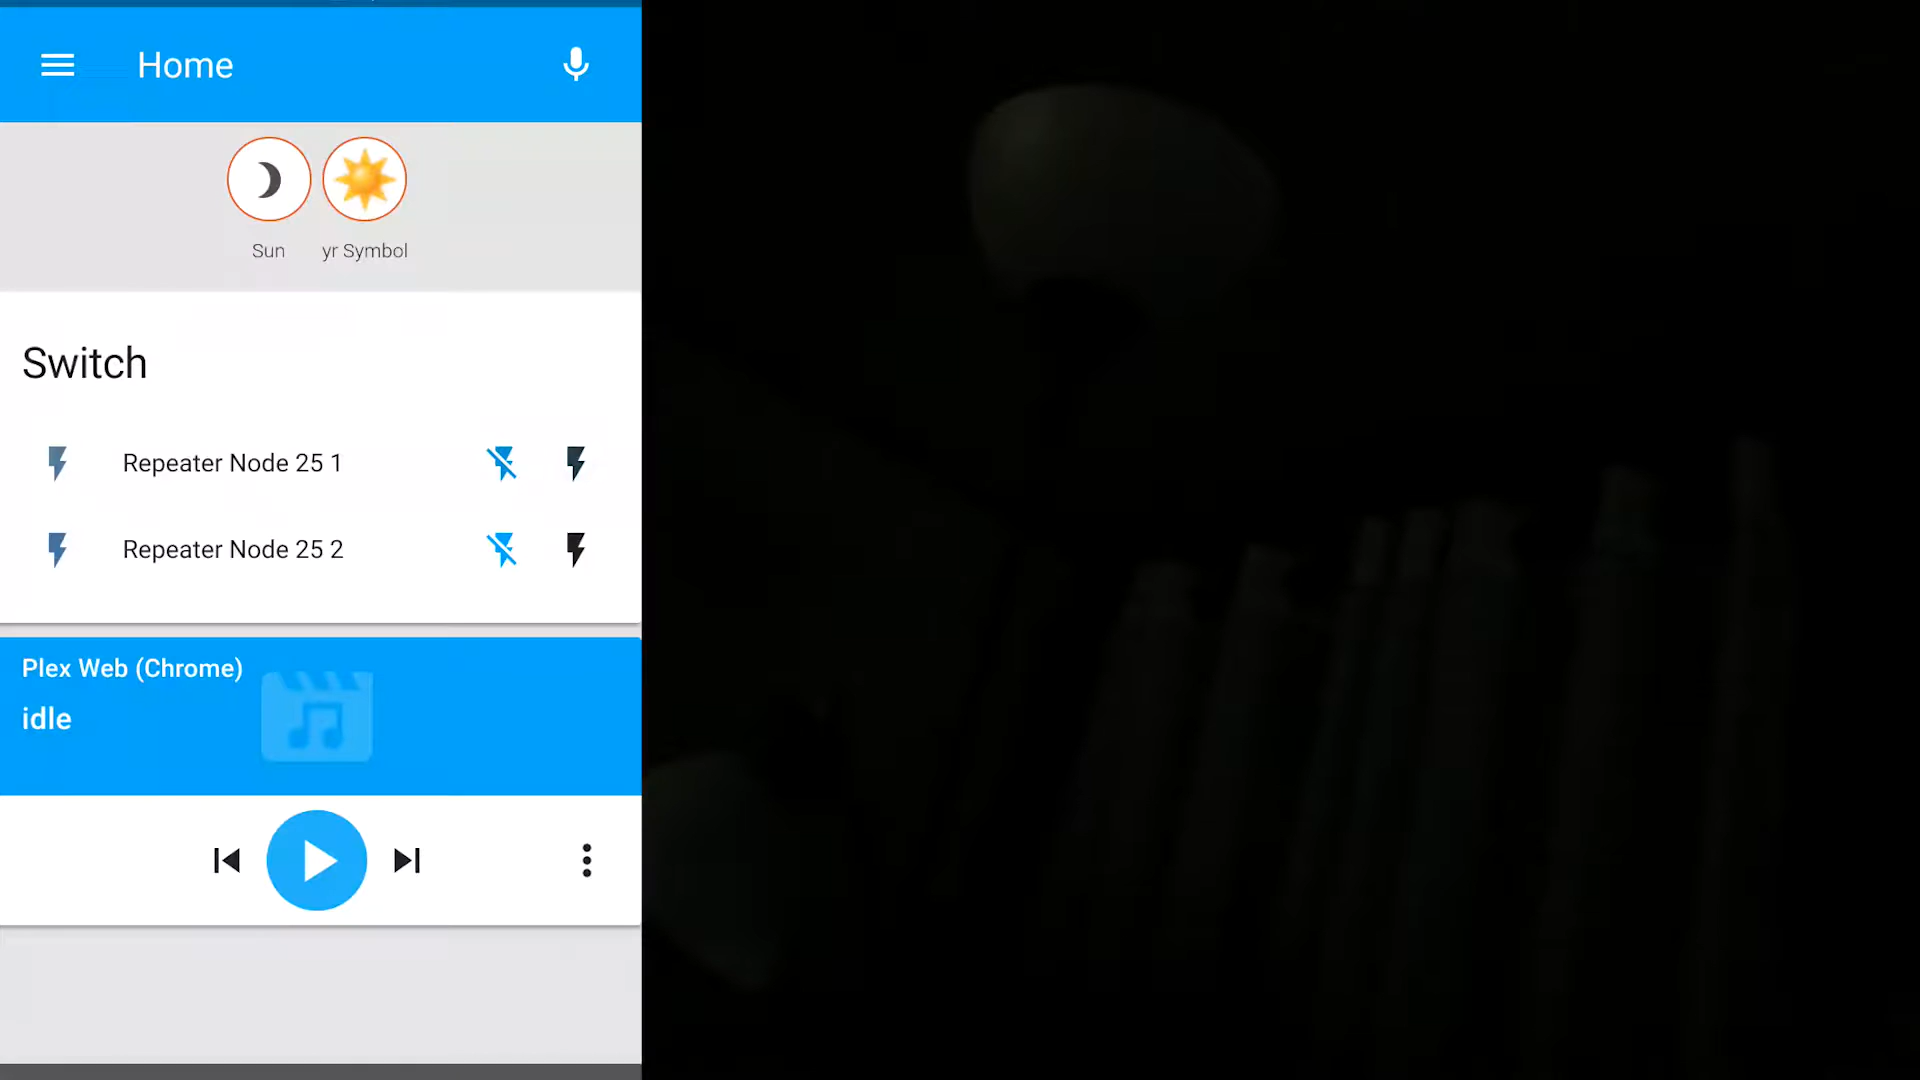 Home
Sun
yr Symbol
Switch
Repeater Node 25 1
Repeater Node 25 2
Plex Web (Chrome)
idle